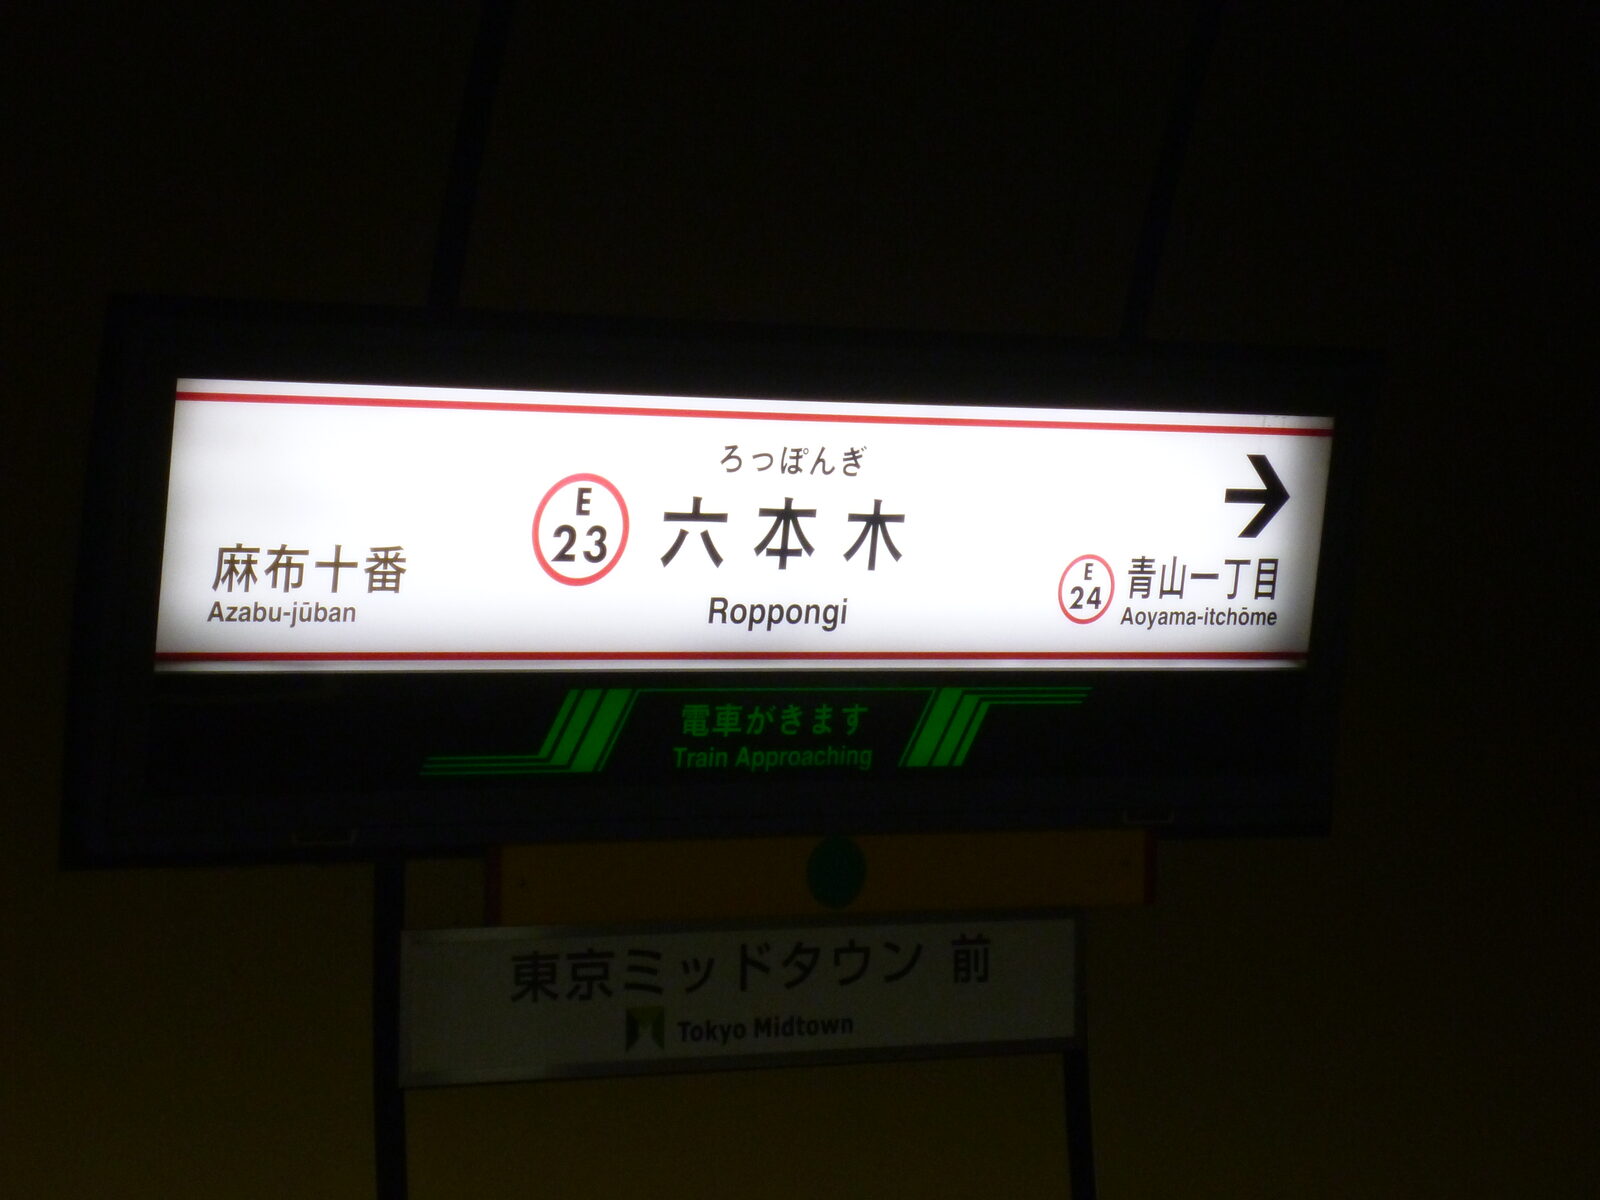 ろっぽんぎ
E
23
六本木
Roppongi
麻布十番
Azabu-jūban
E
24
青山一丁目
Aoyama-itchōme
電車がきます
Train Approaching
東京ミッドタウン 前
Tokyo Midtown